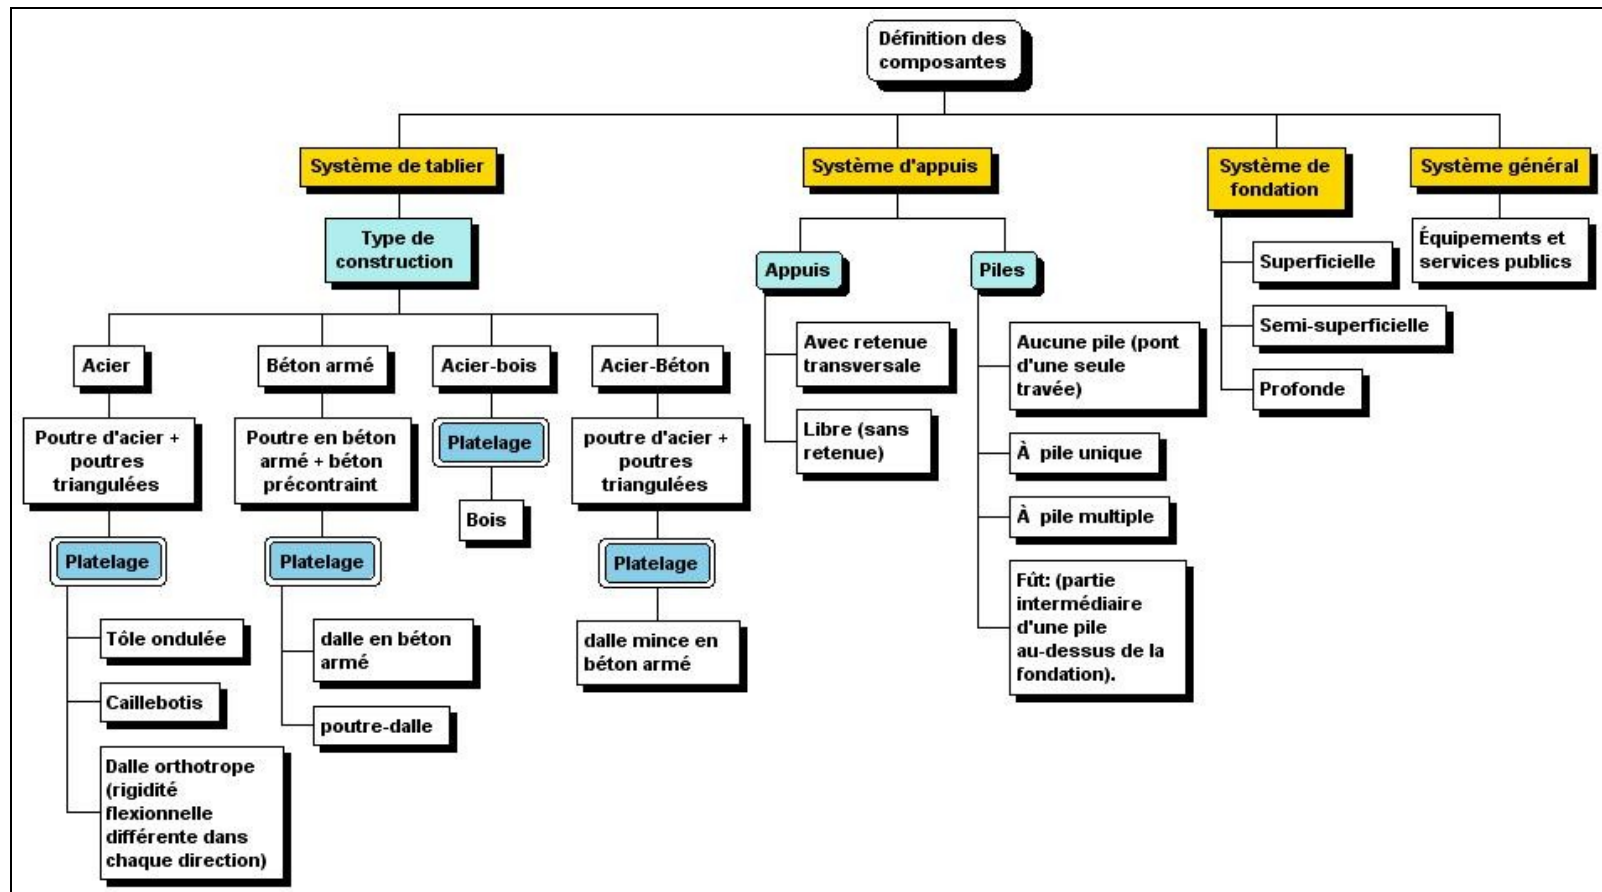 Définition des
composantes
Système de tablier
Système d'appuis
Système de
fondation
Système général
Type de
construction
Équipements et
services publics
Appuis
Piles
Superficielle
Semi-superficielle
Profonde
Acier
Béton armé
Acier-bois
Acier-Béton
Avec retenue
transversale
Libre (sans
retenue)
Aucune pile (pont
d'une seule
travée)
À pile unique
À pile multiple
Fût: (partie
intermédiaire
d'une pile
au-dessus de la
fondation).
Poutre d'acier +
poutres
triangulées
Poutre en béton
armé + béton
précontraint
Platelage
Bois
poutre d'acier +
poutres
triangulées
Platelage
Platelage
Platelage
Tôle ondulée
Caillebotis
Dalle orthotrope
(rigidité
flexionnelle
différente dans
chaque direction)
dalle en béton
armé
poutre-dalle
dalle mince en
béton armé